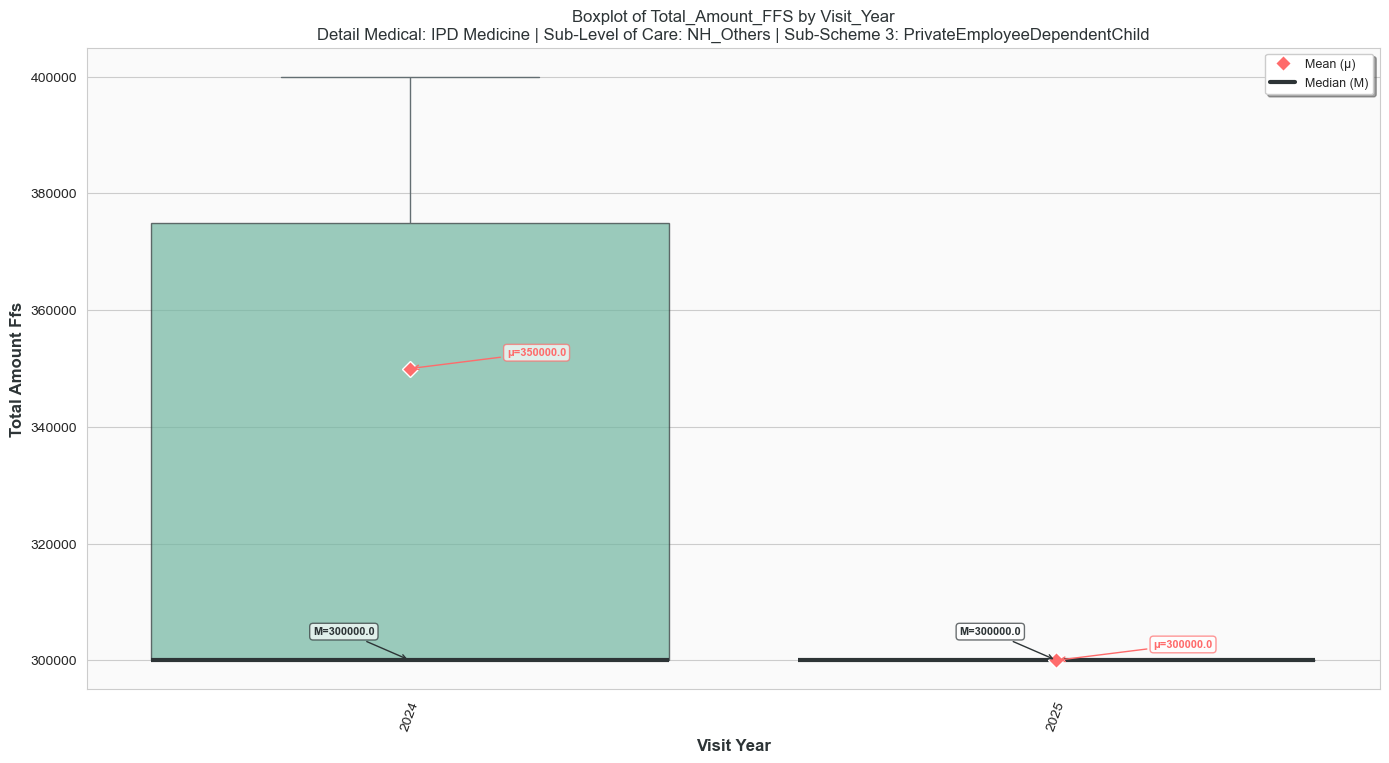 Boxplot of Total_Amount_FFS by Visit_Year
Detail Medical: IPD Medicine | Sub-Level of Care: NH_Others | Sub-Scheme 3: PrivateEmployeeDependentChild
Mean (μ)
Median (M)
Total Amount Ffs
400000
380000
360000
340000
320000
300000
μ=350000.0
M=300000.0
M=300000.0
μ=300000.0
2024
2025
Visit Year